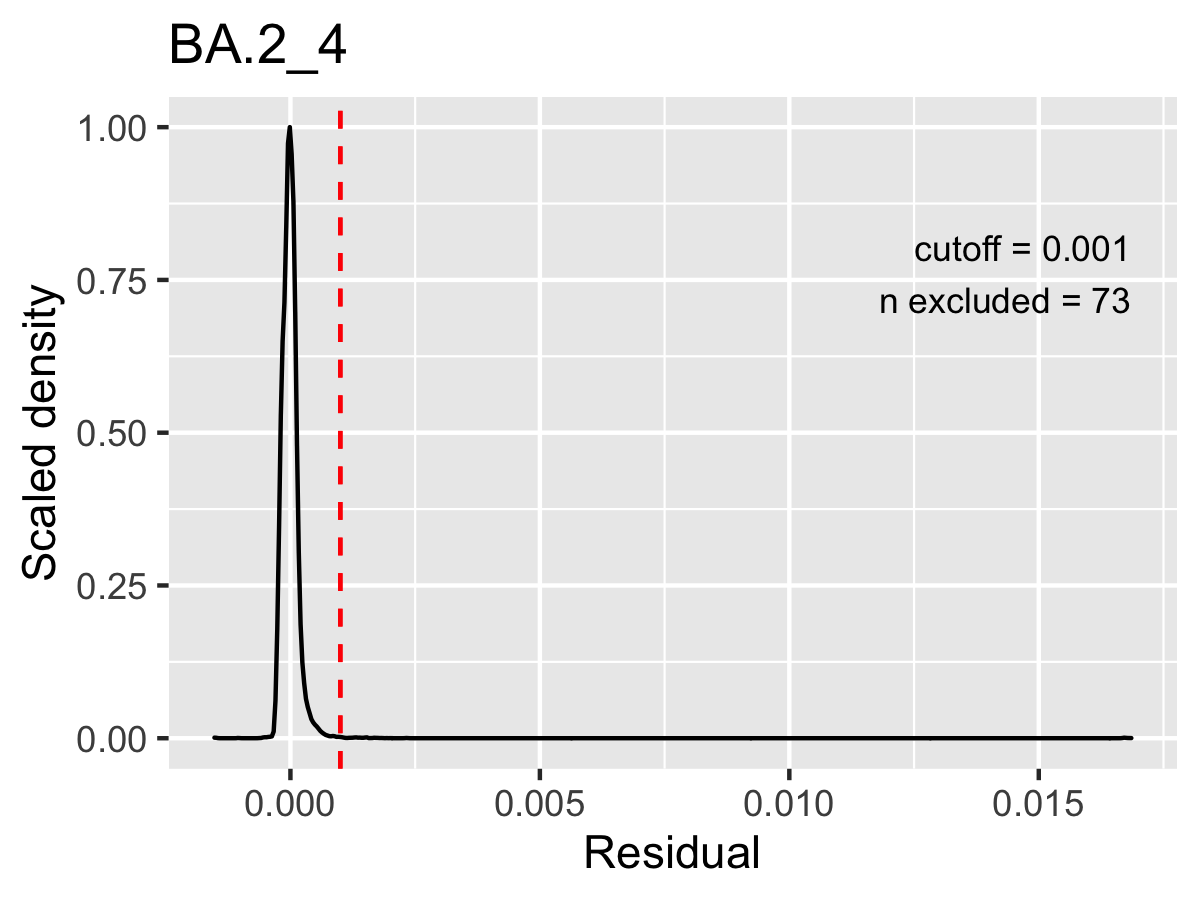 BA.2_4
1.00
0.75
0.50
0.25
0.00
Scaled density
cutoff = 0.001
n excluded = 73
0.000 0.005 0.010 0.015
Residual